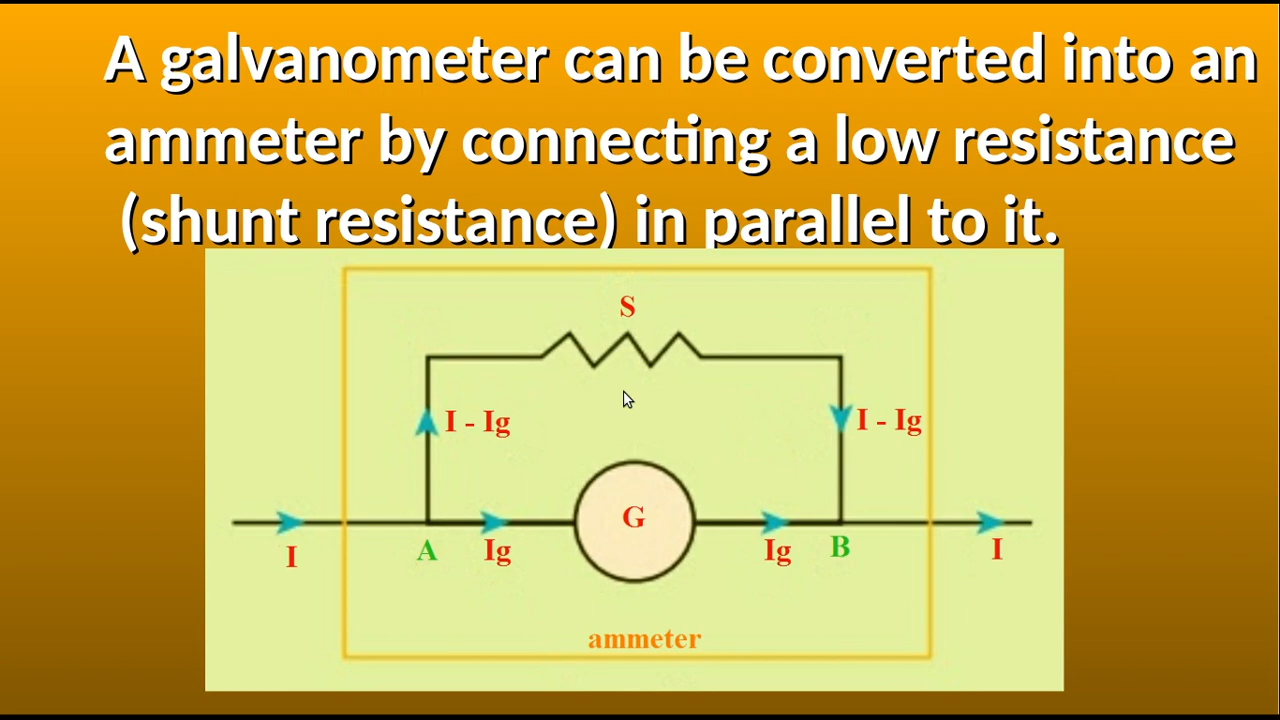 A galvanometer can be converted into an
ammeter by connecting a low resistance
(shunt resistance) in parallel to it.
S
I - Ig
I - Ig
G
I
A
Ig
Ig
B
I
ammeter